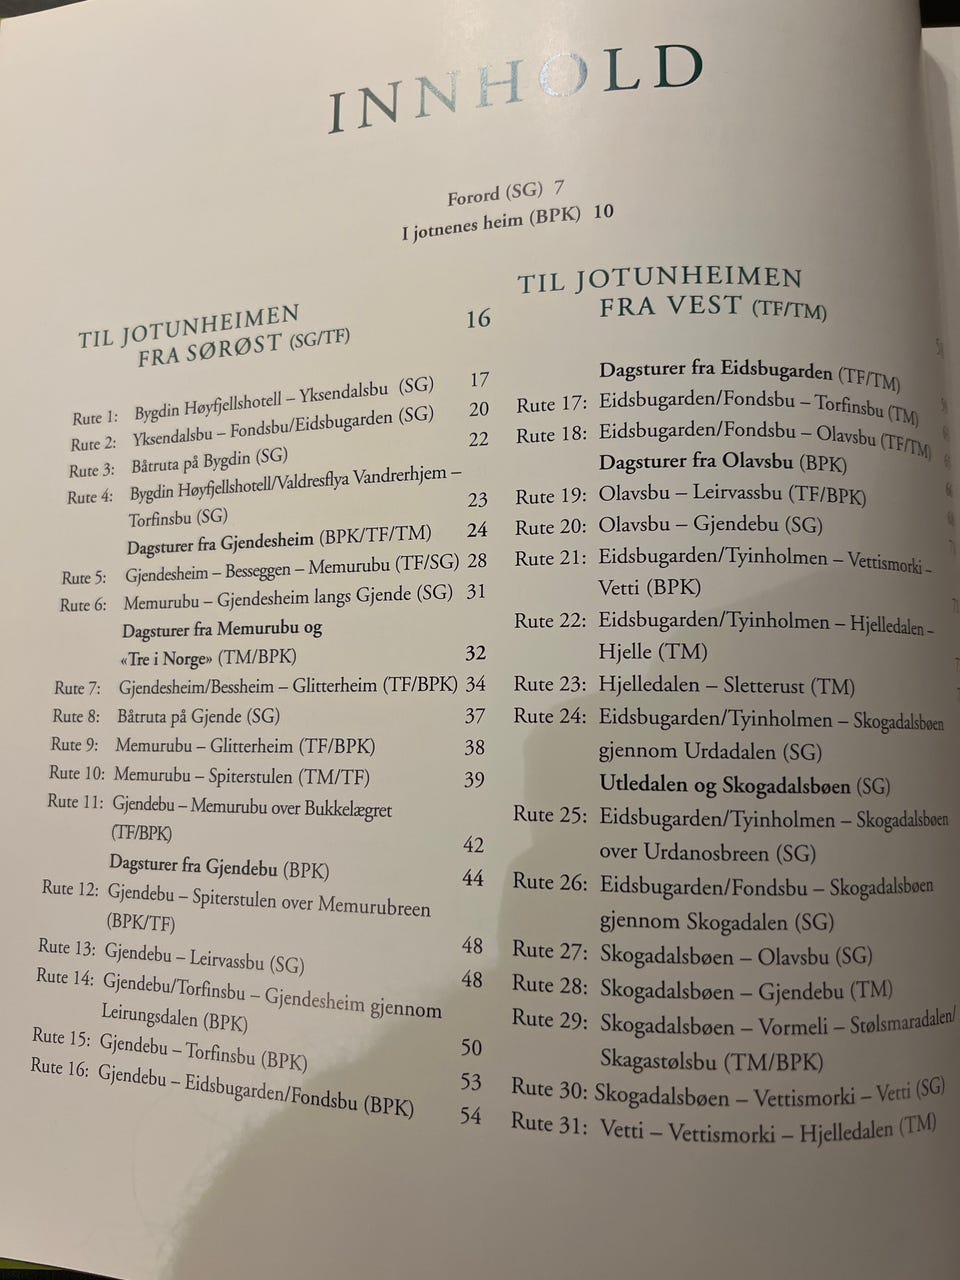 INNHOLD
Forord (SG) 7
I jotnenes heim (BPK) 10
TIL JOTUNHEIMEN
FRA SØRØST (SG/TF) 16
Rute 1: Bygdin Høyfjellshotell – Yksendalsbu (SG) 17
Rute 2: Yksendalsbu – Fondsbu/Eidsbugarden (SG) 20
Rute 3: Båtruta på Bygdin (SG) 22
Rute 4: Bygdin Høyfjellshotell/Valdresflya Vandrerhjem –
Torfinsbu (SG) 23
Dagsturer fra Gjendesheim (BPK/TF/TM) 24
Rute 5: Gjendesheim – Besseggen – Memurubu (TF/SG) 28
Rute 6: Memurubu – Gjendesheim langs Gjende (SG) 31
Dagsturer fra Memurubu og
«Tre i Norge» (TM/BPK) 32
Rute 7: Gjendesheim/Bessheim – Glitterheim (TF/BPK) 34
Rute 8: Båtruta på Gjende (SG) 37
Rute 9: Memurubu – Glitterheim (TF/BPK) 38
Rute 10: Memurubu – Spiterstulen (TM/TF) 39
Rute 11: Gjendebu – Memurubu over Bukkelægret
(TF/BPK) 42
Dagsturer fra Gjendebu (BPK) 44
Rute 12: Gjendebu – Spiterstulen over Memurubreen
(BPK/TF) 48
Rute 13: Gjendebu – Leirvassbu (SG) 48
Rute 14: Gjendebu/Torfinsbu – Gjendesheim gjennom
Leirungsdalen (BPK) 50
Rute 15: Gjendebu – Torfinsbu (BPK) 53
Rute 16: Gjendebu – Eidsbugarden/Fondsbu (BPK) 54
TIL JOTUNHEIMEN
FRA VEST (TF/TM)
Dagsturer fra Eidsbugarden (TF/TM)
Rute 17: Eidsbugarden/Fondsbu – Torfinsbu (TM)
Rute 18: Eidsbugarden/Fondsbu – Olavsbu (TF/TM)
Dagsturer fra Olavsbu (BPK)
Rute 19: Olavsbu – Leirvassbu (TF/BPK)
Rute 20: Olavsbu – Gjendebu (SG)
Rute 21: Eidsbugarden/Tyinholmen – Vettismorki –
Vetti (BPK)
Rute 22: Eidsbugarden/Tyinholmen – Hjelledalen –
Hjelle (TM)
Rute 23: Hjelledalen – Sletterust (TM)
Rute 24: Eidsbugarden/Tyinholmen – Skogadalsbøen
gjennom Urdadalen (SG)
Utledalen og Skogadalsbøen (SG)
Rute 25: Eidsbugarden/Tyinholmen – Skogadalsbøen
over Urdanosbreen (SG)
Rute 26: Eidsbugarden/Fondsbu – Skogadalsbøen
gjennom Skogadalen (SG)
Rute 27: Skogadalsbøen – Olavsbu (SG)
Rute 28: Skogadalsbøen – Gjendebu (TM)
Rute 29: Skogadalsbøen – Vormeli – Stølsmaradalen/
Skagastølsbu (TM/BPK)
Rute 30: Skogadalsbøen – Vettismorki – Vetti (SG)
Rute 31: Vetti – Vettismorki – Hjelledalen (TM)